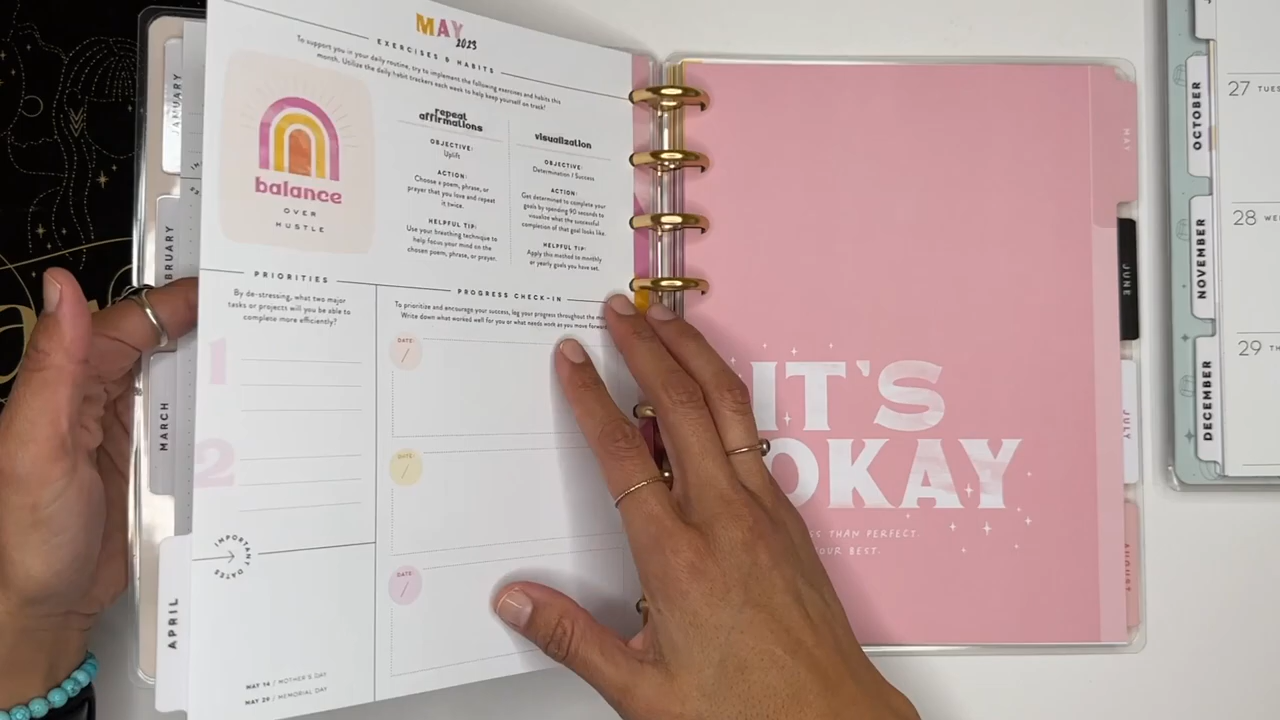 MAY
2023
EXERCISES & HABITS
To support you in your daily routine, try to implement the following exercises and habits this
month. Utilize the daily habit trackers each week to help keep yourself on track!
balance
OVER
HUSTLE
repeat
affirmations
OBJECTIVE:
Uplift
ACTION:
Choose a poem, phrase, or
prayer that you love and repeat
it twice.
HELPFUL TIP:
Use your breathing technique to
help focus your mind on the
chosen poem, phrase, or prayer.
visualization
OBJECTIVE:
Determination / Success
ACTION:
Get determined to complete your
goals by spending 90 seconds to
visualize what the successful
completion of that goal looks like.
HELPFUL TIP:
Apply this method to monthly
or yearly goals you have set.
PRIORITIES
By de-stressing, what two major
tasks or projects will you be able to
complete more efficiently?
1
2
IMPORTANT DATES
MAY 14 / MOTHER'S DAY
MAY 29 / MEMORIAL DAY
PROGRESS CHECK-IN
To prioritize and encourage your success, log your progress throughout the
Write down what worked well for you or what needs work as you move forward
DATE:
/
DATE:
/
DATE:
/
JANUARY
BRUARY
MARCH
APRIL
IT'S
OKAY
THAN PERFECT.
YOUR BEST.
MAY
JUNE
JULY
AUGUST
OCTOBER
NOVEMBER
DECEMBER
27 TUES
28 WE
29 TH